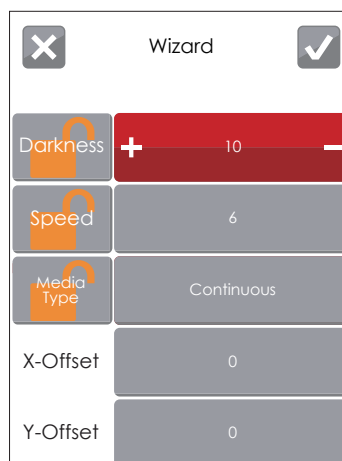 Wizard
Darkness
+ 10 -
Speed
6
Media
Type
Continuous
X-Offset
0
Y-Offset
0